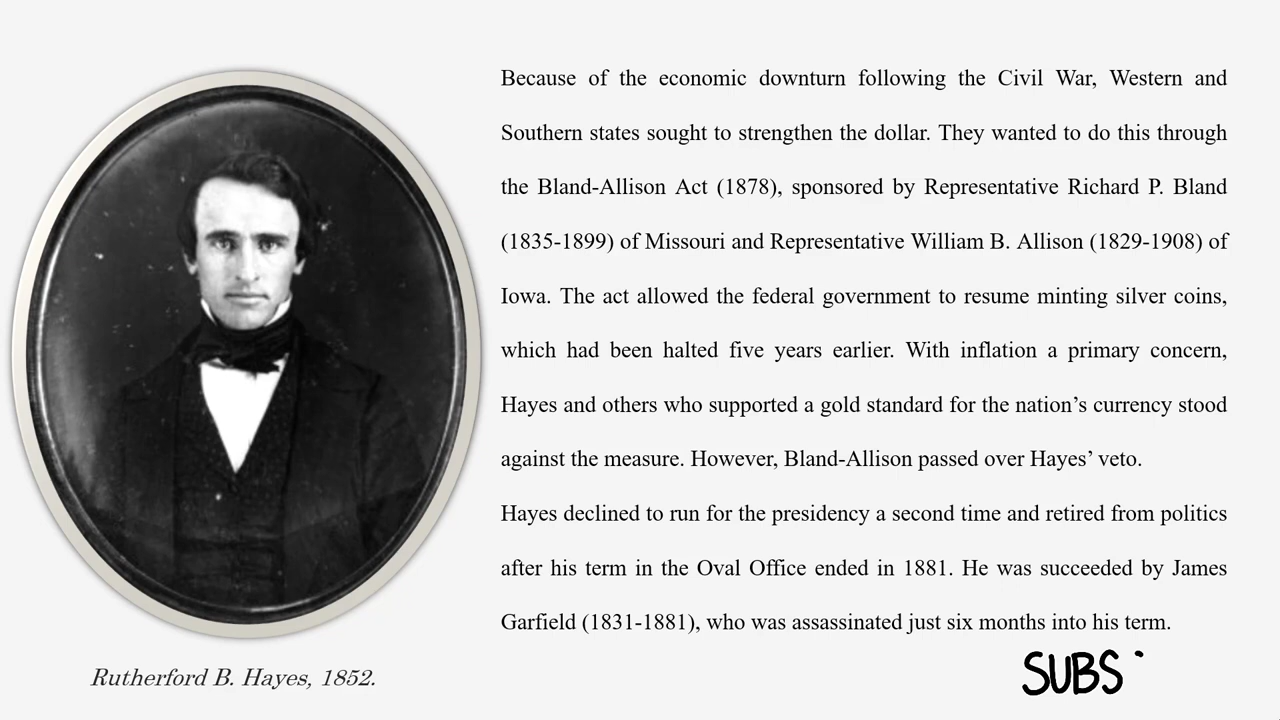 Because of the economic downturn following the Civil War, Western and
Southern states sought to strengthen the dollar. They wanted to do this through
the Bland-Allison Act (1878), sponsored by Representative Richard P. Bland
(1835-1899) of Missouri and Representative William B. Allison (1829-1908) of
Iowa. The act allowed the federal government to resume minting silver coins,
which had been halted five years earlier. With inflation a primary concern,
Hayes and others who supported a gold standard for the nation’s currency stood
against the measure. However, Bland-Allison passed over Hayes’ veto.
Hayes declined to run for the presidency a second time and retired from politics
after his term in the Oval Office ended in 1881. He was succeeded by James
Garfield (1831-1881), who was assassinated just six months into his term.
Rutherford B. Hayes, 1852.
SUBS